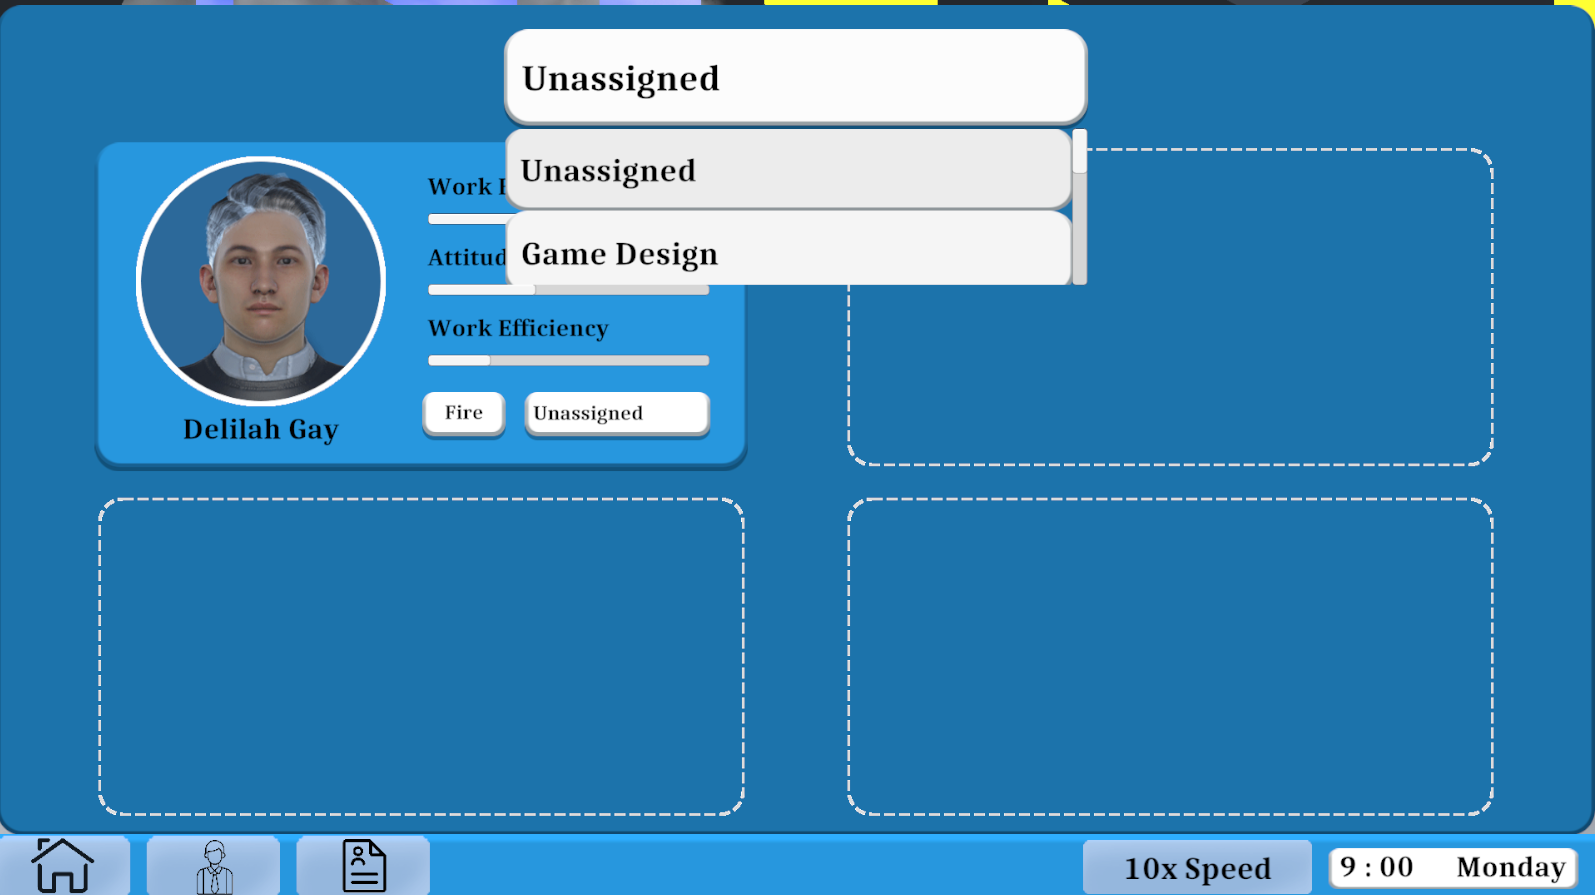 Unassigned
Unassigned
Game Design
Work
Attitud
Work Efficiency
Fire
Unassigned
Delilah Gay
10x Speed
9 : 00
Monday